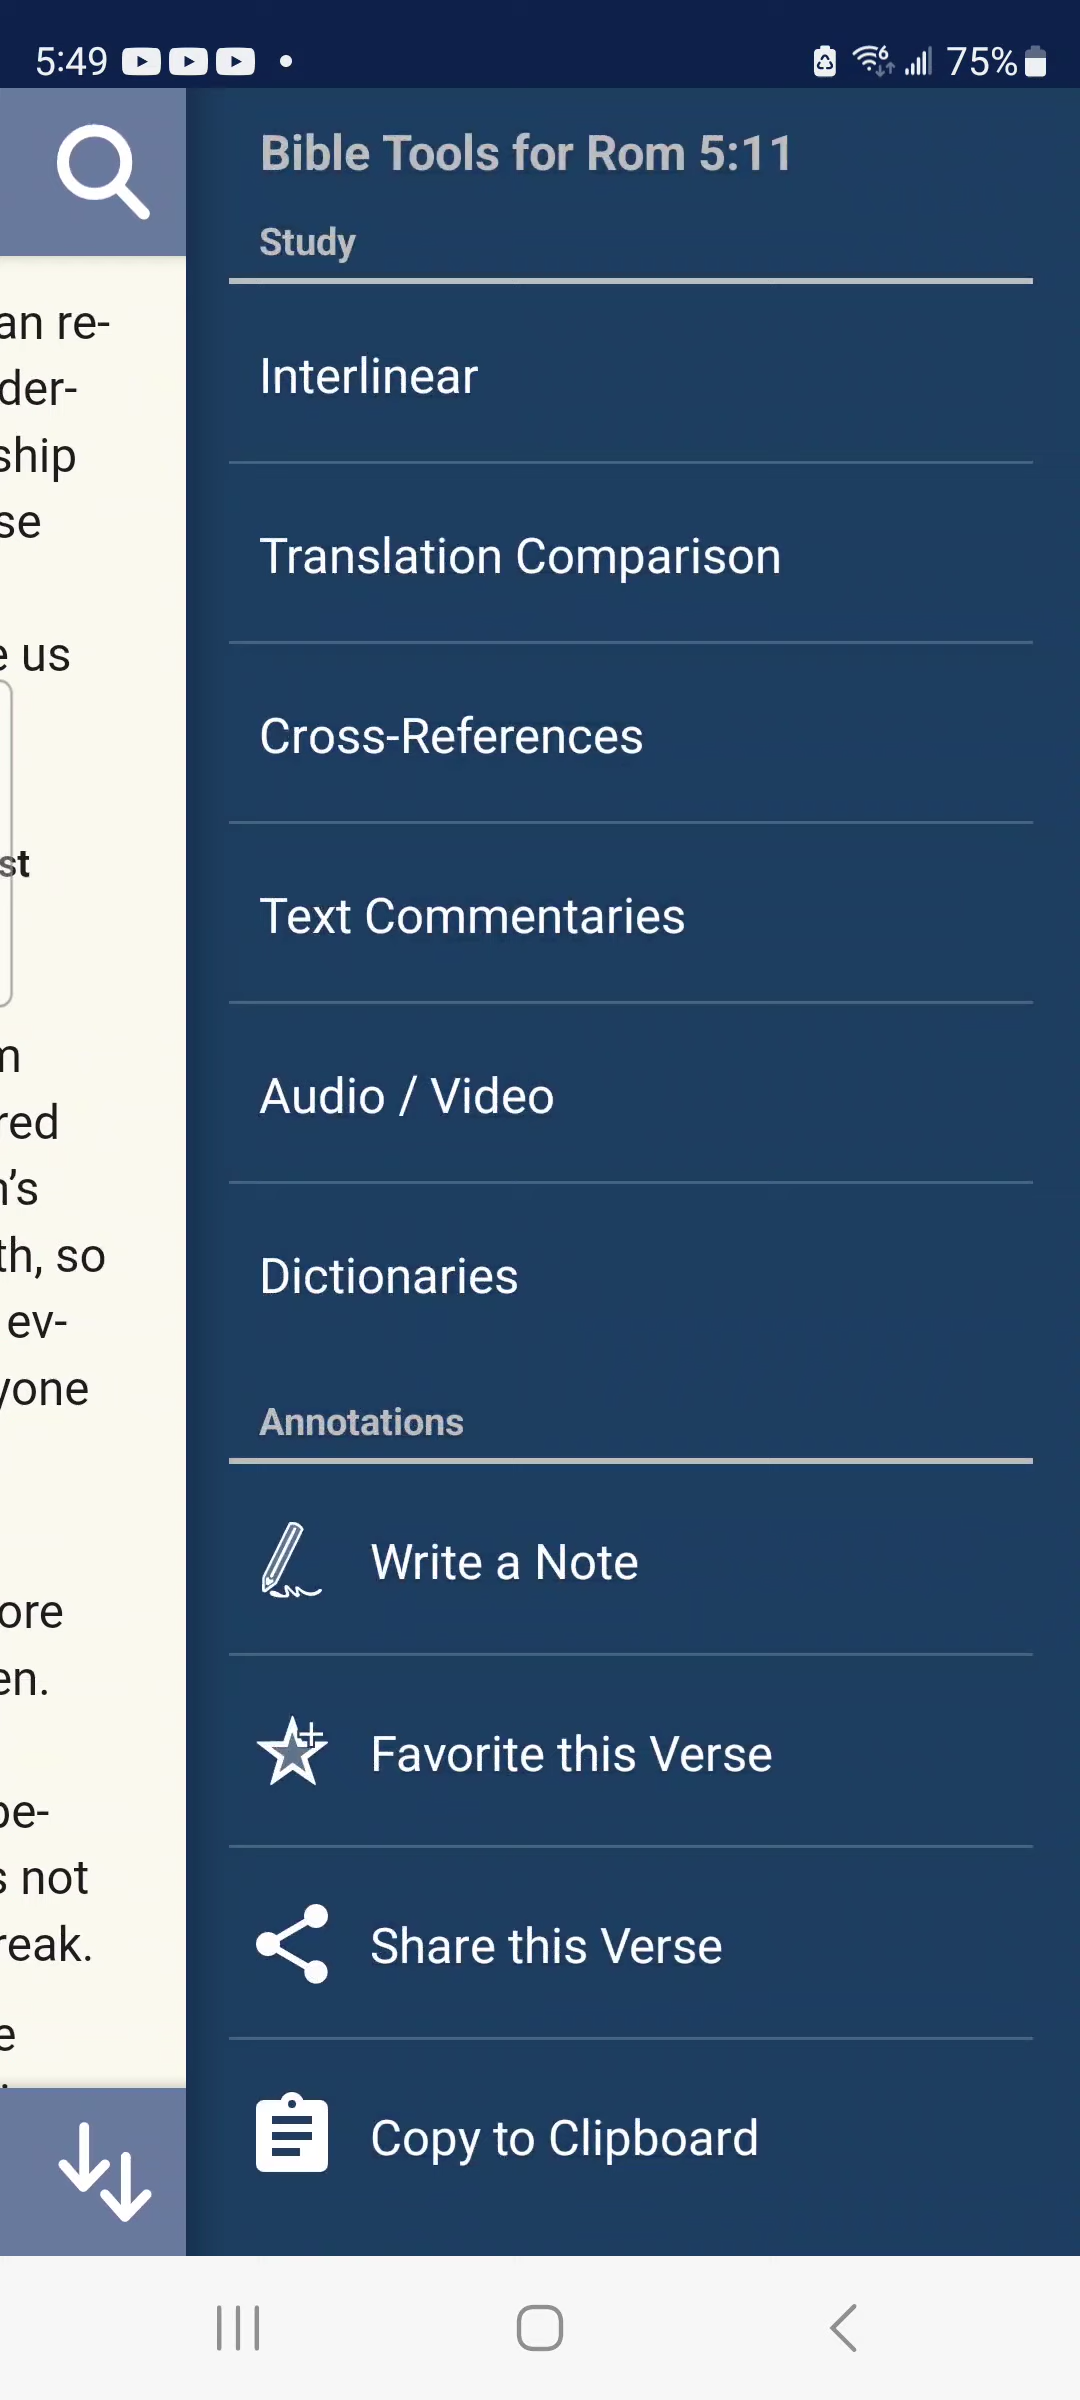 5:49
75%
Bible Tools for Rom 5:11
Study
Interlinear
Translation Comparison
Cross-References
Text Commentaries
Audio / Video
Dictionaries
Annotations
Write a Note
Favorite this Verse
Share this Verse
Copy to Clipboard
an re-
der-
ship
se
us
st
red
n's
th, so
ev-
yone
ore
en.
be-
not
reak.
e